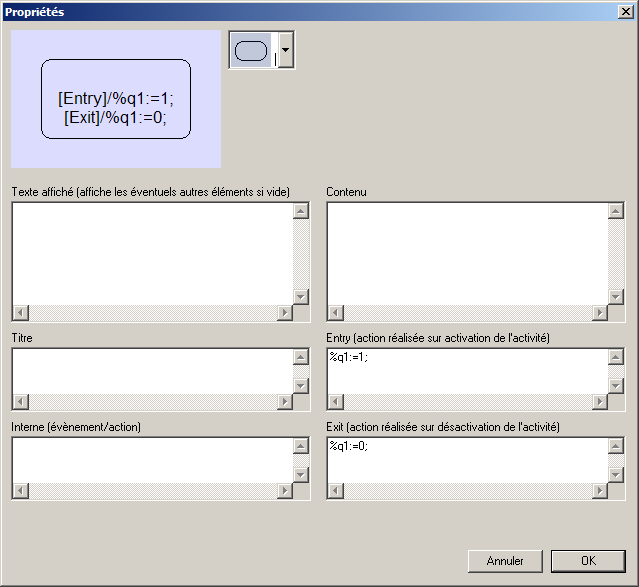 Propriétés
[Entry]/%q1:=1;
[Exit]/%q1:=0;
Texte affiché (affiche les éventuels autres éléments si vide)
Contenu
Titre
Entry (action réalisée sur activation de l'activité)
%q1:=1;
Interne (évènement/action)
Exit (action réalisée sur désactivation de l'activité)
%q1:=0;
Annuler
OK